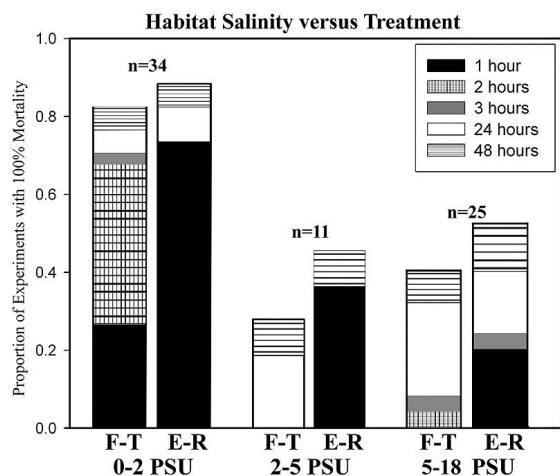 Habitat Salinity versus Treatment
Proportion of Experiments with 100% Mortality
1.0
0.8
0.6
0.4
0.2
0.0
n=34
n=11
n=25
1 hour
2 hours
3 hours
24 hours
48 hours
F-T E-R F-T E-R F-T E-R
0-2 PSU 2-5 PSU 5-18 PSU